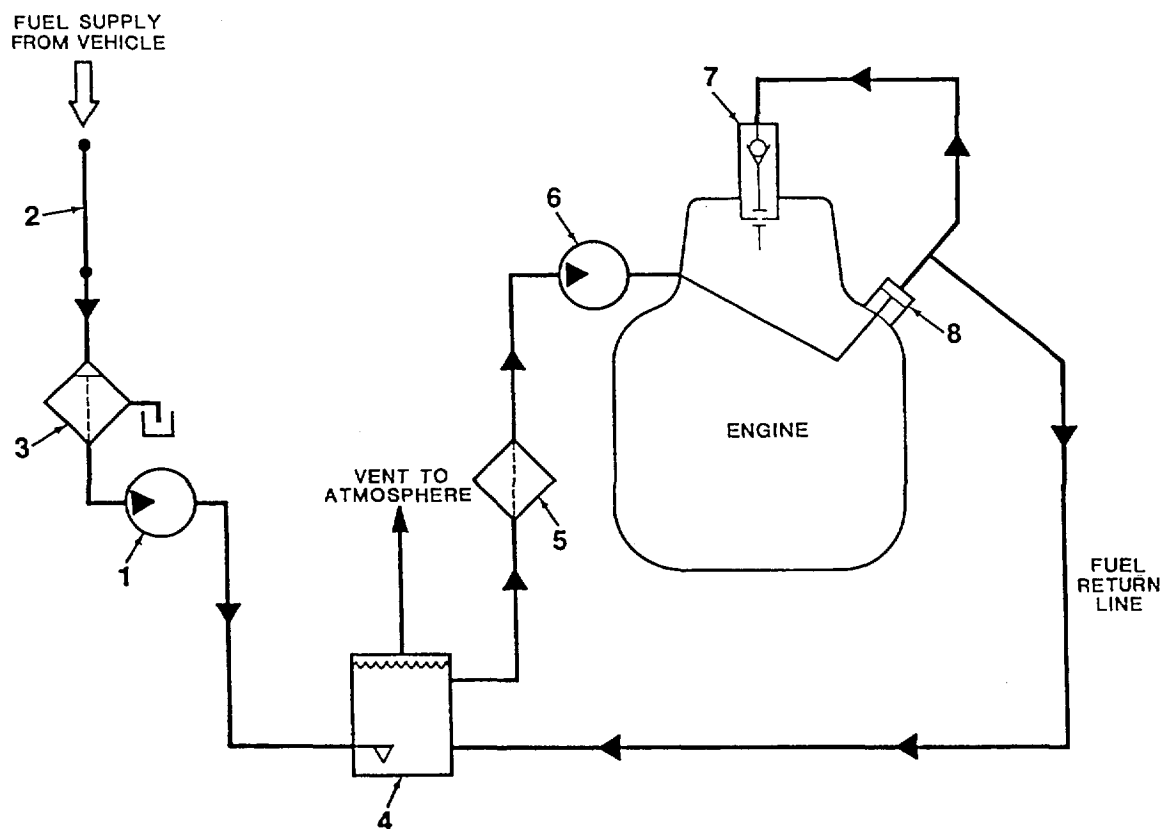 FUEL SUPPLY
FROM VEHICLE
7
2
6
8
3
ENGINE
VENT TO
ATMOSPHERE
5
1
FUEL
RETURN
LINE
4